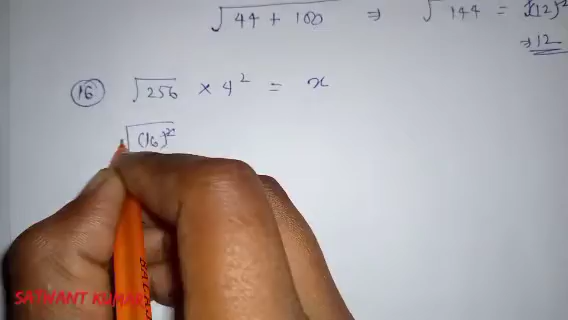 √44 + 100 ⇒ √144 = √(12)²
⇒ 12
(16) √256 × 4² = x
√(16)²
SATWANT KUMAR